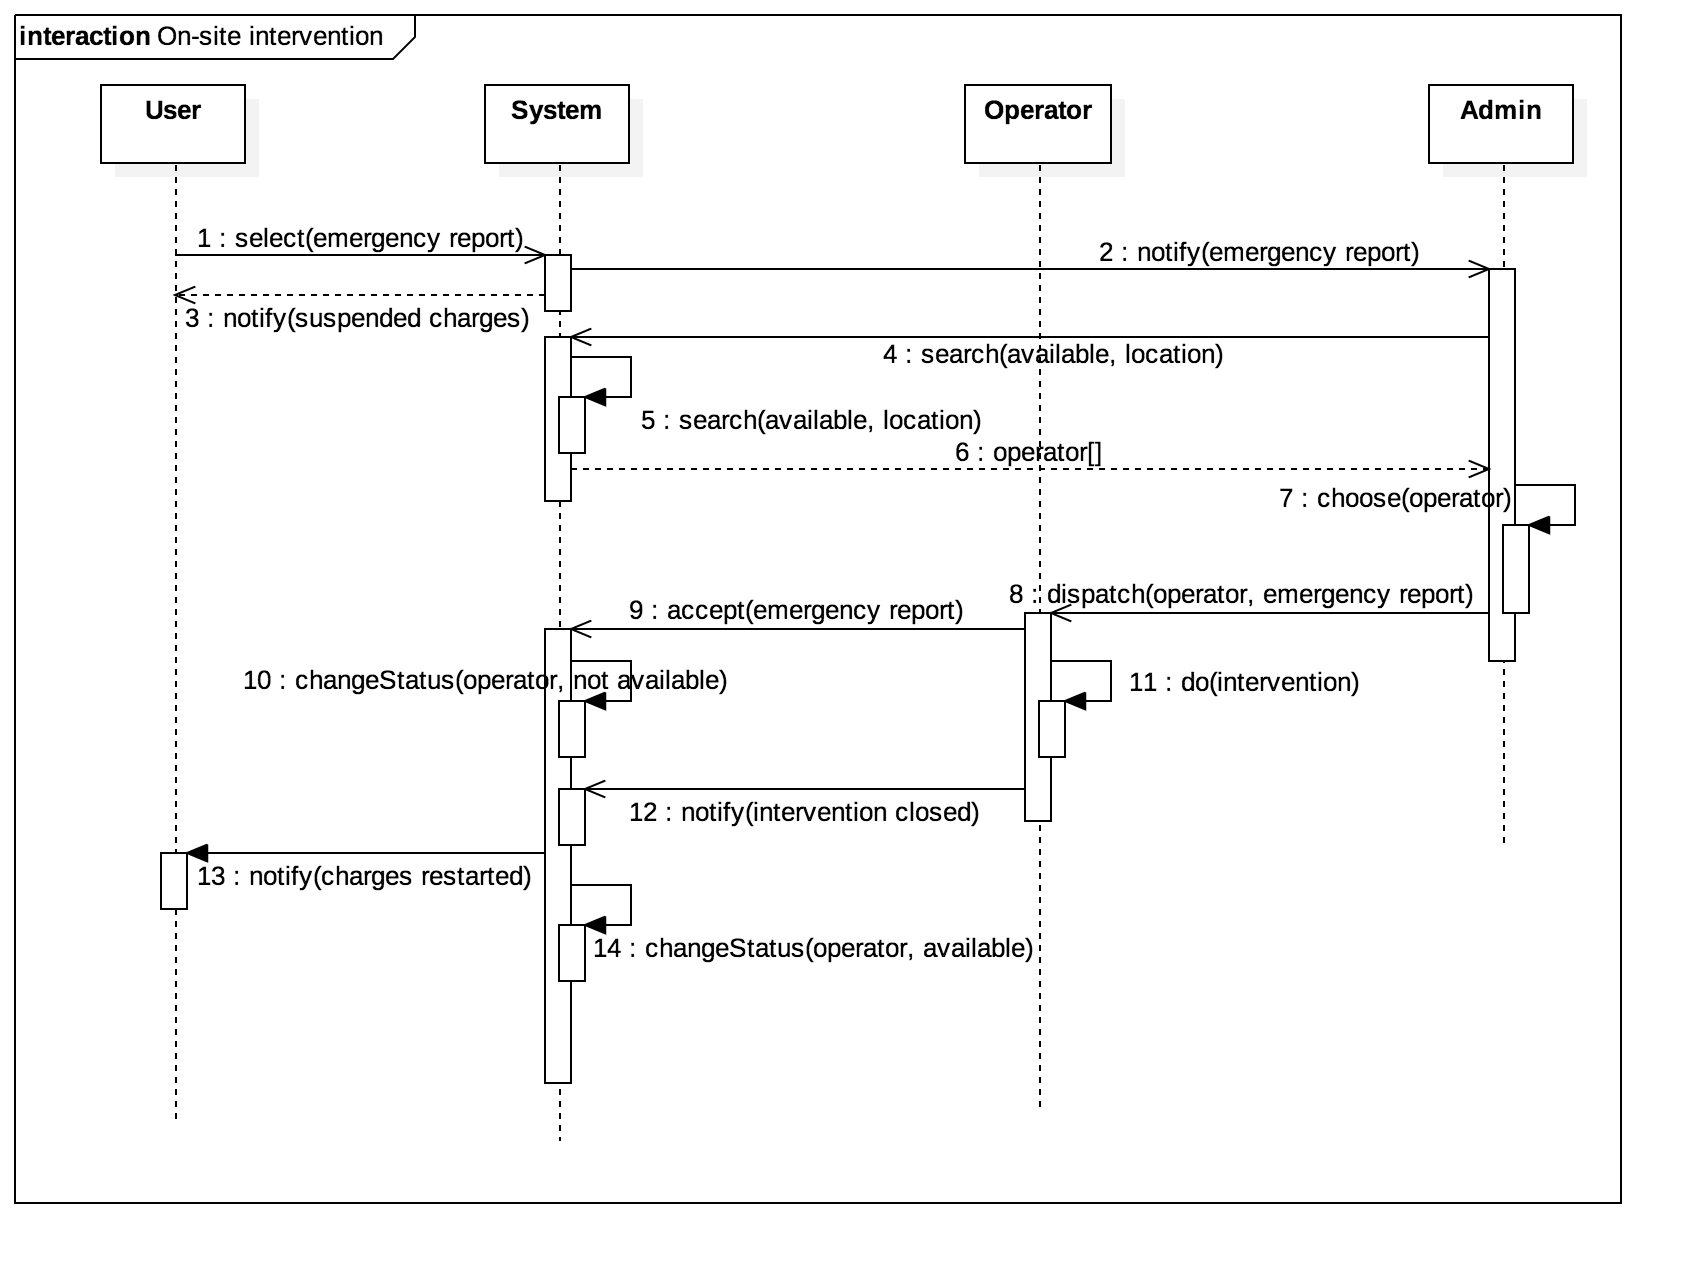 interaction On-site intervention
User
System
Operator
Admin
1 : select(emergency report)
2 : notify(emergency report)
3 : notify(suspended charges)
4 : search(available, location)
5 : search(available, location)
6 : operator[]
7 : choose(operator)
8 : dispatch(operator, emergency report)
9 : accept(emergency report)
10 : changeStatus(operator, not available)
11 : do(intervention)
12 : notify(intervention closed)
13 : notify(charges restarted)
14 : changeStatus(operator, available)